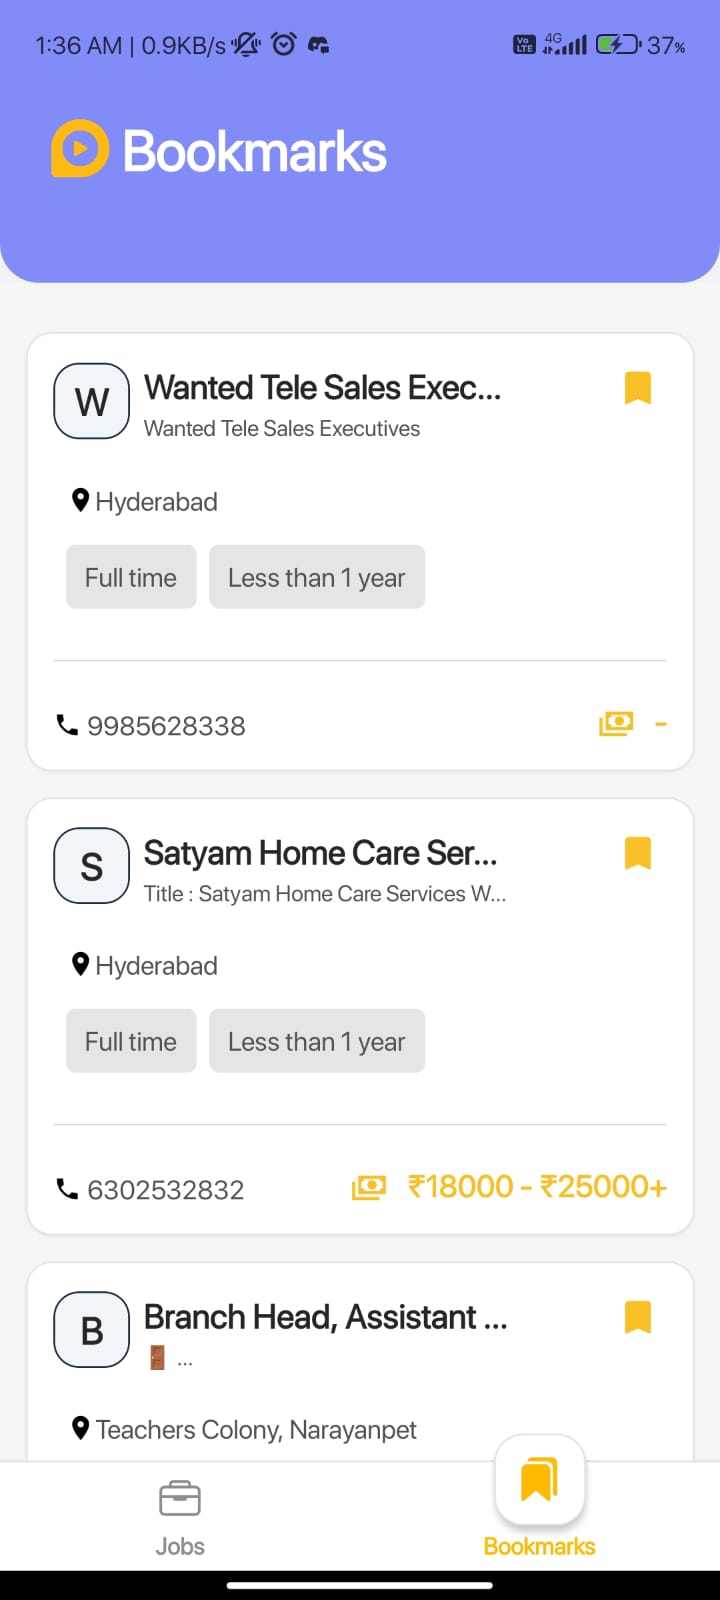 1:36 AM | 0.9KB/s
Vo LTE 4G 37%
Bookmarks
W
Wanted Tele Sales Exec...
Wanted Tele Sales Executives
Hyderabad
Full time
Less than 1 year
9985628338
-
S
Satyam Home Care Ser...
Title : Satyam Home Care Services W...
Hyderabad
Full time
Less than 1 year
6302532832
₹18000 - ₹25000+
B
Branch Head, Assistant ...
🚪 ...
Teachers Colony, Narayanpet
Jobs
Bookmarks